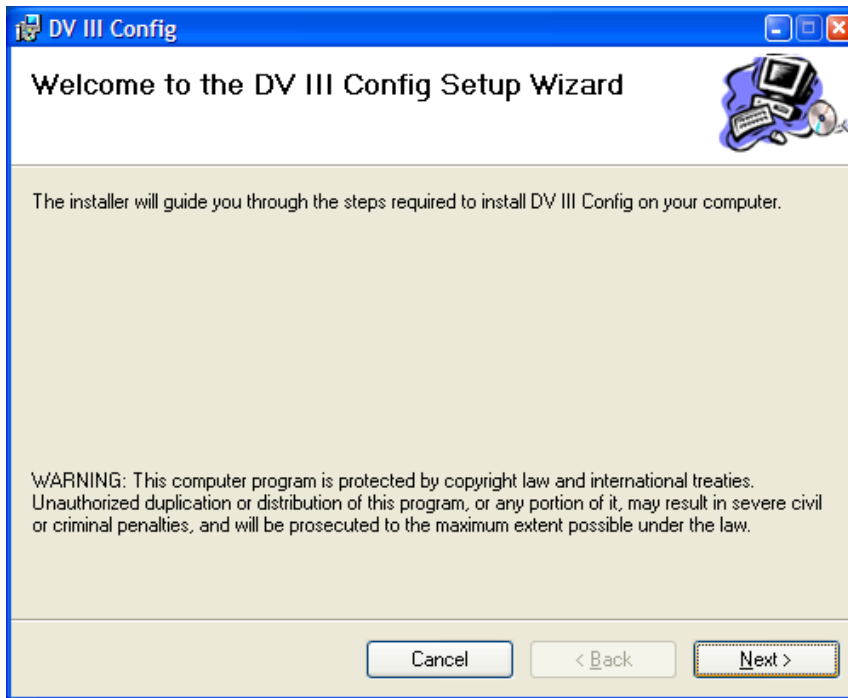 DV III Config
Welcome to the DV III Config Setup Wizard
The installer will guide you through the steps required to install DV III Config on your computer.
WARNING: This computer program is protected by copyright law and international treaties.
Unauthorized duplication or distribution of this program, or any portion of it, may result in severe civil
or criminal penalties, and will be prosecuted to the maximum extent possible under the law.
Cancel
< Back
Next >